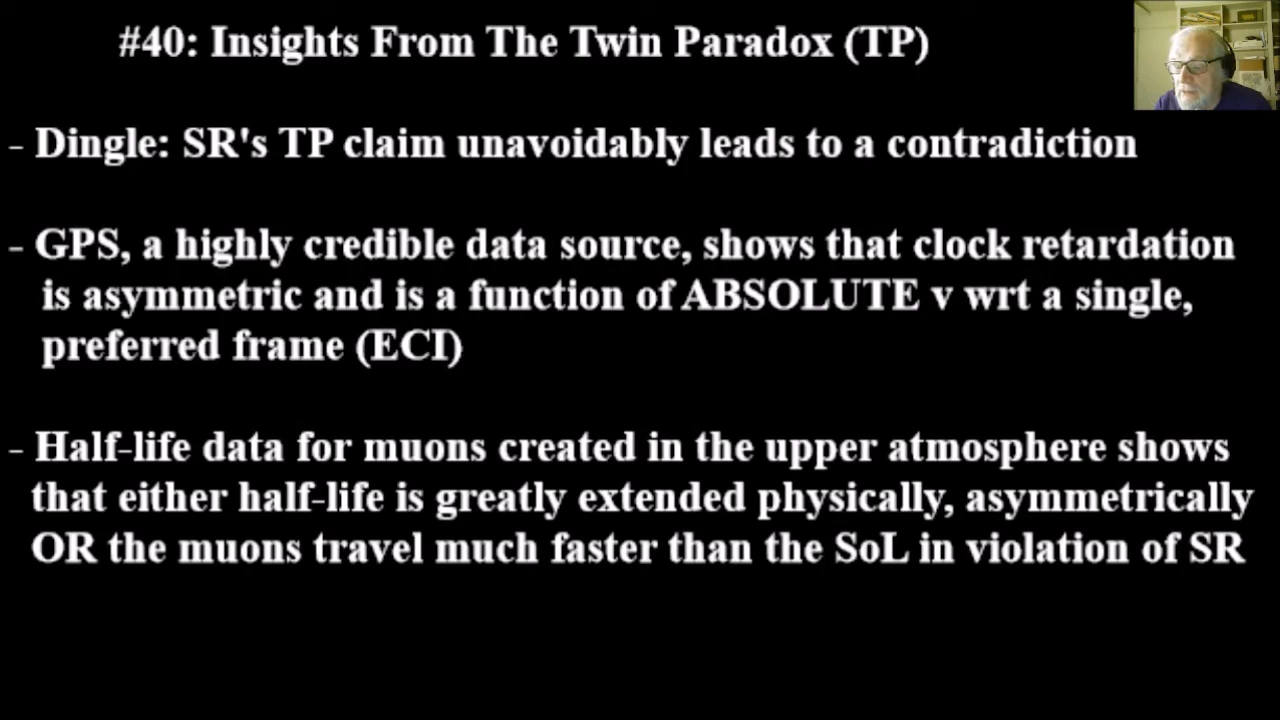 #40: Insights From The Twin Paradox (TP)
- Dingle: SR's TP claim unavoidably leads to a contradiction
- GPS, a highly credible data source, shows that clock retardation
is asymmetric and is a function of ABSOLUTE v wrt a single,
preferred frame (ECI)
- Half-life data for muons created in the upper atmosphere shows
that either half-life is greatly extended physically, asymmetrically
OR the muons travel much faster than the SoL in violation of SR